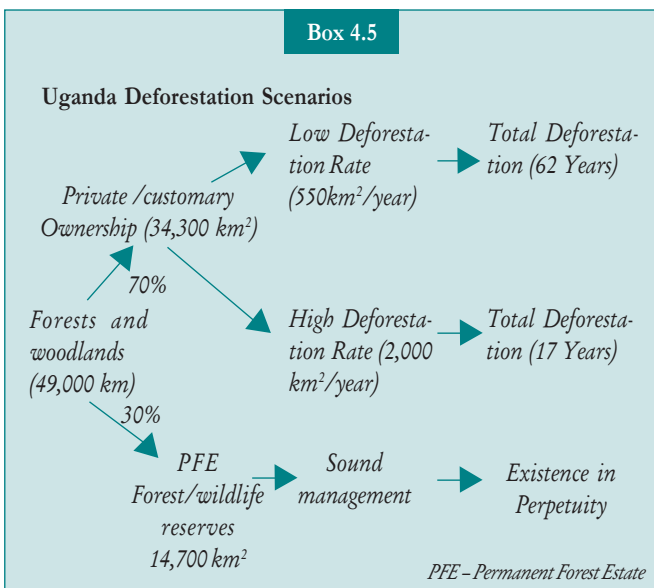 Box 4.5
Uganda Deforestation Scenarios
Low Deforesta-
tion Rate
(550km²/year)
Total Deforesta-
tion (62 Years)
Private /customary
Ownership (34,300 km²)
70%
Forests and
woodlands
(49,000 km)
30%
High Deforesta-
tion Rate (2,000
km²/year)
Total Deforesta-
tion (17 Years)
PFE
Forest/wildlife
reserves
14,700 km²
Sound
management
Existence in
Perpetuity
PFE – Permanent Forest Estate